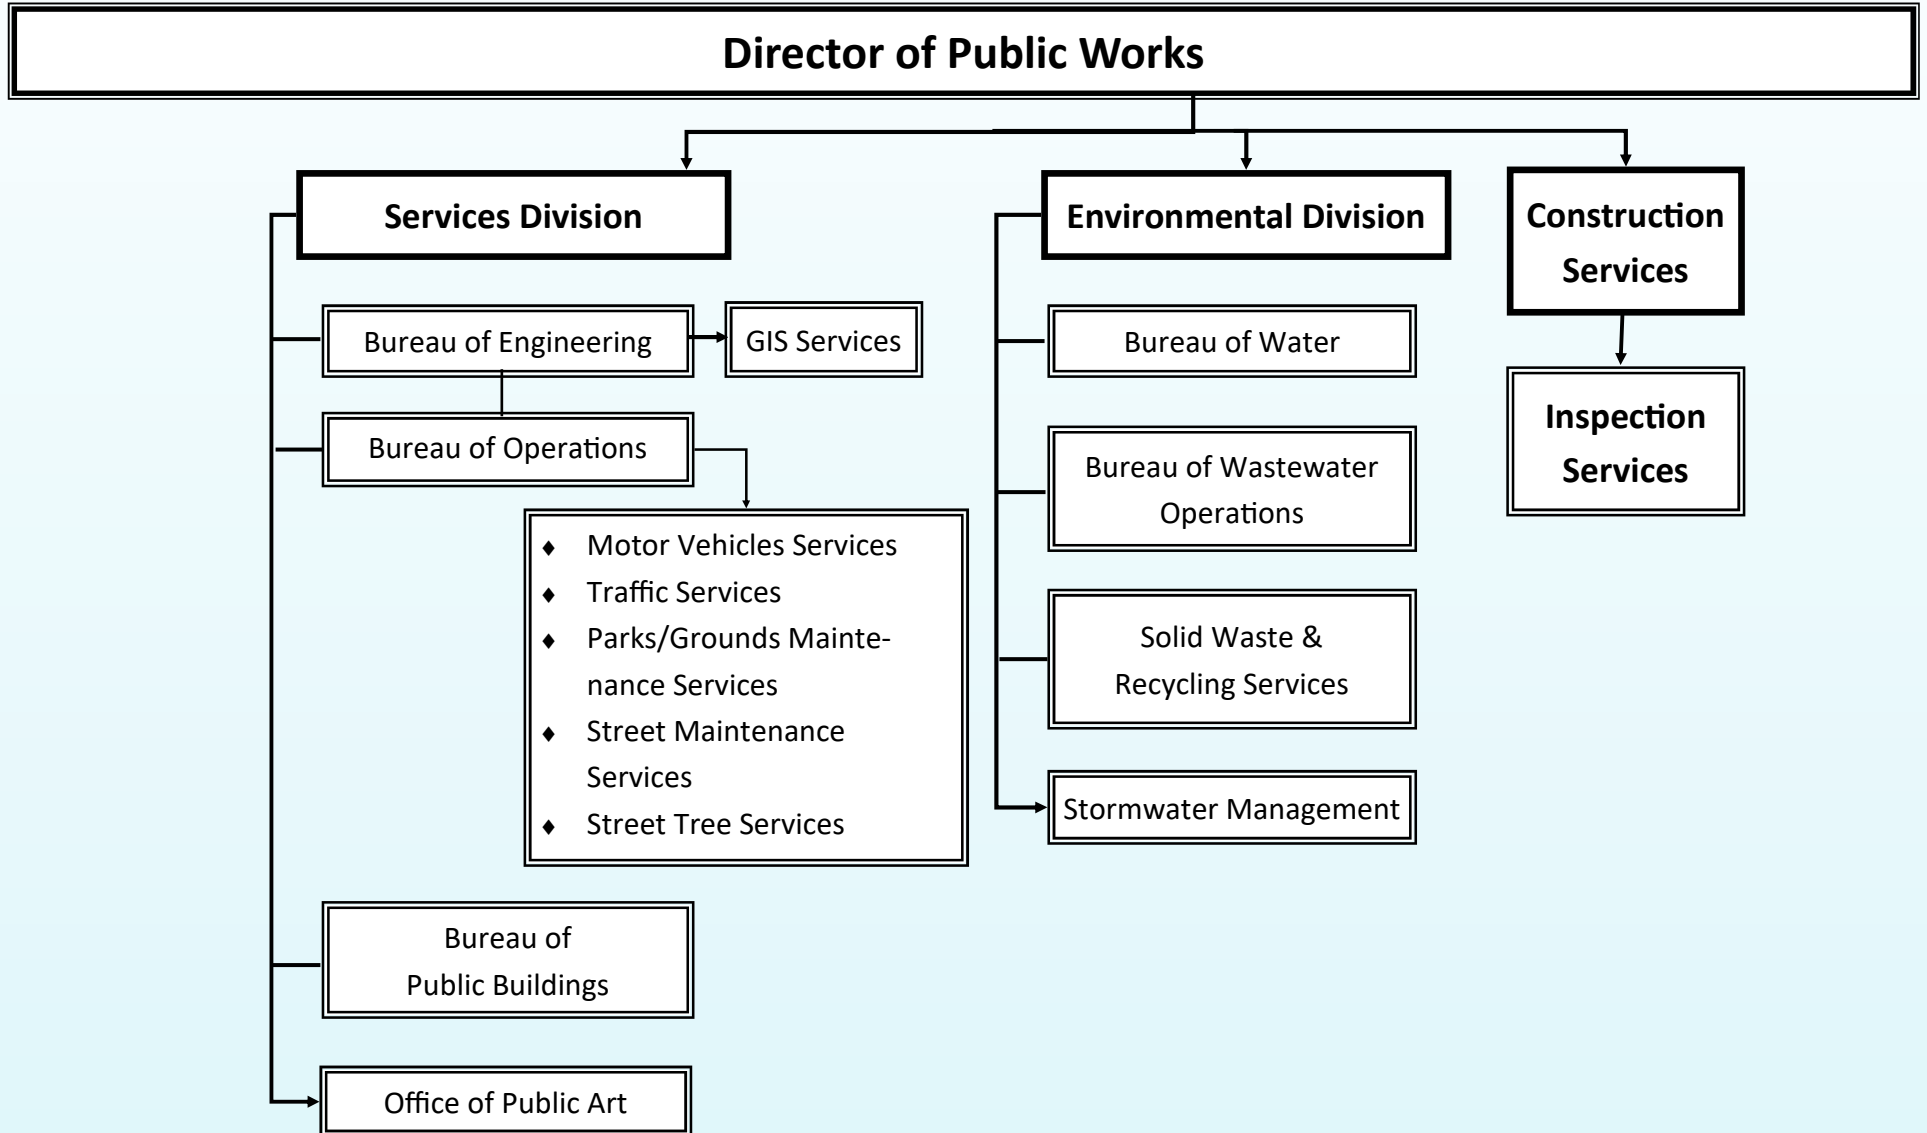 Director of Public Works
Services Division
Bureau of Engineering
GIS Services
Bureau of Operations
♦ Motor Vehicles Services
♦ Traffic Services
♦ Parks/Grounds Mainte-
nance Services
♦ Street Maintenance
Services
♦ Street Tree Services
Bureau of
Public Buildings
Office of Public Art
Environmental Division
Bureau of Water
Bureau of Wastewater
Operations
Solid Waste &
Recycling Services
Stormwater Management
Construction
Services
Inspection
Services